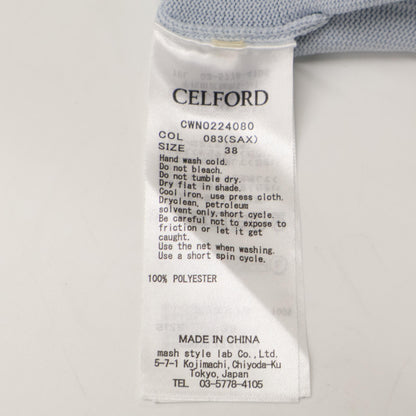 CELFORD
CWNO224080
COL 083(SAX)
SIZE 38
Hand wash cold.
Do not bleach.
Do not tumble dry.
Dry flat in shade.
Cool iron, use press cloth.
Dryclean, petroleum
solvent only, short cycle.
Be careful not to expose to
friction or let it get
caught.
Use the net when washing.
Use a short spin cycle.
100% POLYESTER
MADE IN CHINA
mash style lab Co., Ltd.
5-7-1 Kojimachi, Chiyoda-Ku
Tokyo, Japan
TEL 03-5778-4105